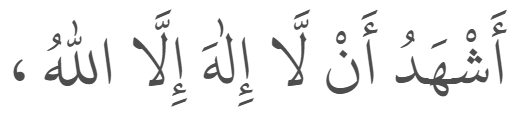 أَشْهَدُ أَنْ لَّا إِلٰهَ إِلَّا اللّٰهُ ،